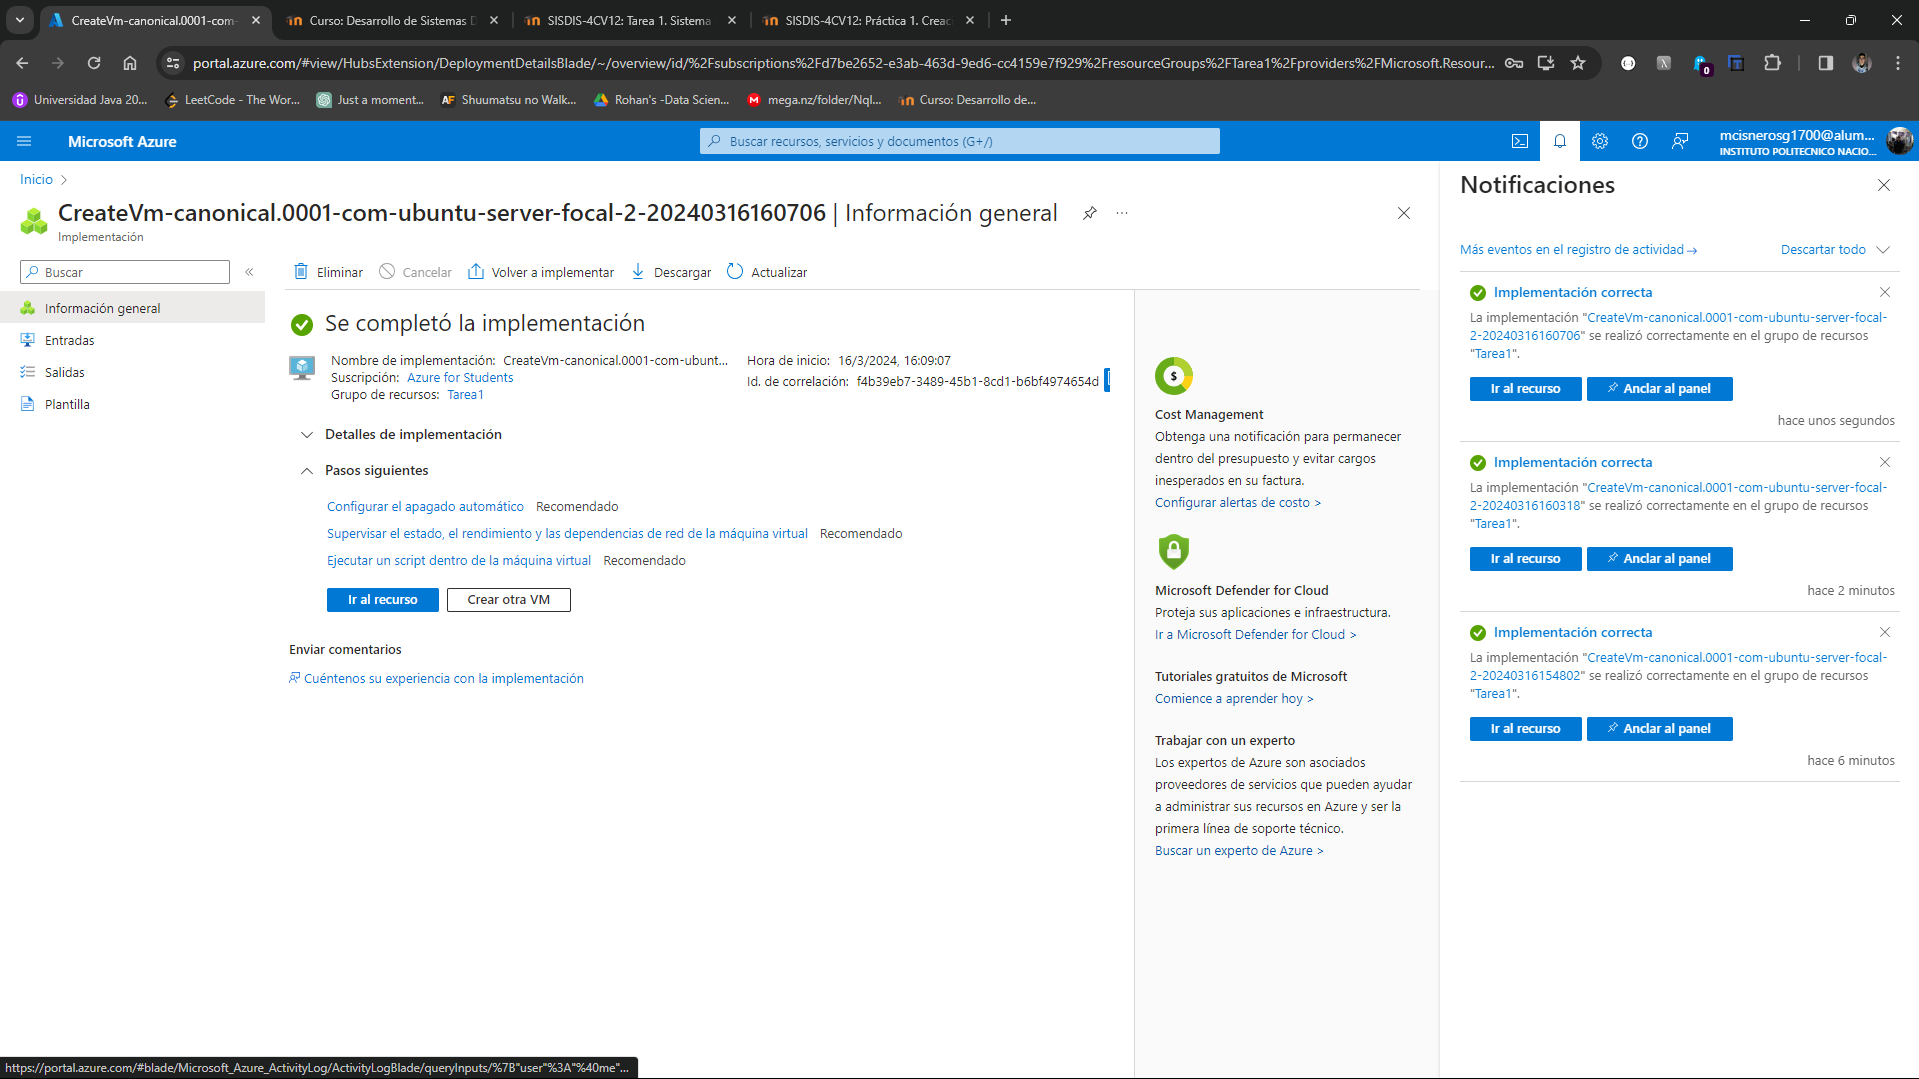 CreateVm-canonical.0001-com-
Curso: Desarrollo de Sistemas D
SISDIS-4CV12: Tarea 1. Sistema
SISDIS-4CV12: Práctica 1. Creac
portal.azure.com/#view/HubsExtension/DeploymentDetailsBlade/~/overview/id/%2Fsubscriptions%2Fd7be2652-e3ab-463d-9ed6-cc4159e7f929%2FresourceGroups%2FTarea1%2Fproviders%2FMicrosoft.Resour...
0
Universidad Java 20...
LeetCode - The Wor...
Just a moment...
AF Shuumatsu no Walk...
Rohan's -Data Scien...
mega.nz/folder/Nql...
Curso: Desarrollo de...
Microsoft Azure
Buscar recursos, servicios y documentos (G+/)
mcisnerosg1700@alum...
INSTITUTO POLITECNICO NACIO...
Inicio
CreateVm-canonical.0001-com-ubuntu-server-focal-2-20240316160706 | Información general
Implementación
Buscar
Información general
Entradas
Salidas
Plantilla
Eliminar
Cancelar
Volver a implementar
Descargar
Actualizar
Se completó la implementación
Nombre de implementación: CreateVm-canonical.0001-com-ubunt...
Suscripción: Azure for Students
Grupo de recursos: Tarea1
Hora de inicio: 16/3/2024, 16:09:07
Id. de correlación: f4b39eb7-3489-45b1-8cd1-b6bf4974654d
Detalles de implementación
Pasos siguientes
Configurar el apagado automático Recomendado
Supervisar el estado, el rendimiento y las dependencias de red de la máquina virtual Recomendado
Ejecutar un script dentro de la máquina virtual Recomendado
Ir al recurso
Crear otra VM
Enviar comentarios
Cuéntenos su experiencia con la implementación
Cost Management
Obtenga una notificación para permanecer
dentro del presupuesto y evitar cargos
inesperados en su factura.
Configurar alertas de costo >
Microsoft Defender for Cloud
Proteja sus aplicaciones e infraestructura.
Ir a Microsoft Defender for Cloud >
Tutoriales gratuitos de Microsoft
Comience a aprender hoy >
Trabajar con un experto
Los expertos de Azure son asociados
proveedores de servicios que pueden ayudar
a administrar sus recursos en Azure y ser la
primera línea de soporte técnico.
Buscar un experto de Azure >
Notificaciones
Más eventos en el registro de actividad →
Descartar todo
Implementación correcta
La implementación "CreateVm-canonical.0001-com-ubuntu-server-focal-
2-20240316160706" se realizó correctamente en el grupo de recursos
"Tarea1".
Ir al recurso
Anclar al panel
hace unos segundos
Implementación correcta
La implementación "CreateVm-canonical.0001-com-ubuntu-server-focal-
2-20240316160318" se realizó correctamente en el grupo de recursos
"Tarea1".
Ir al recurso
Anclar al panel
hace 2 minutos
Implementación correcta
La implementación "CreateVm-canonical.0001-com-ubuntu-server-focal-
2-20240316154802" se realizó correctamente en el grupo de recursos
"Tarea1".
Ir al recurso
Anclar al panel
hace 6 minutos
https://portal.azure.com/#blade/Microsoft_Azure_ActivityLog/ActivityLogBlade/queryInputs/%7B"user"%3A"%40me"...